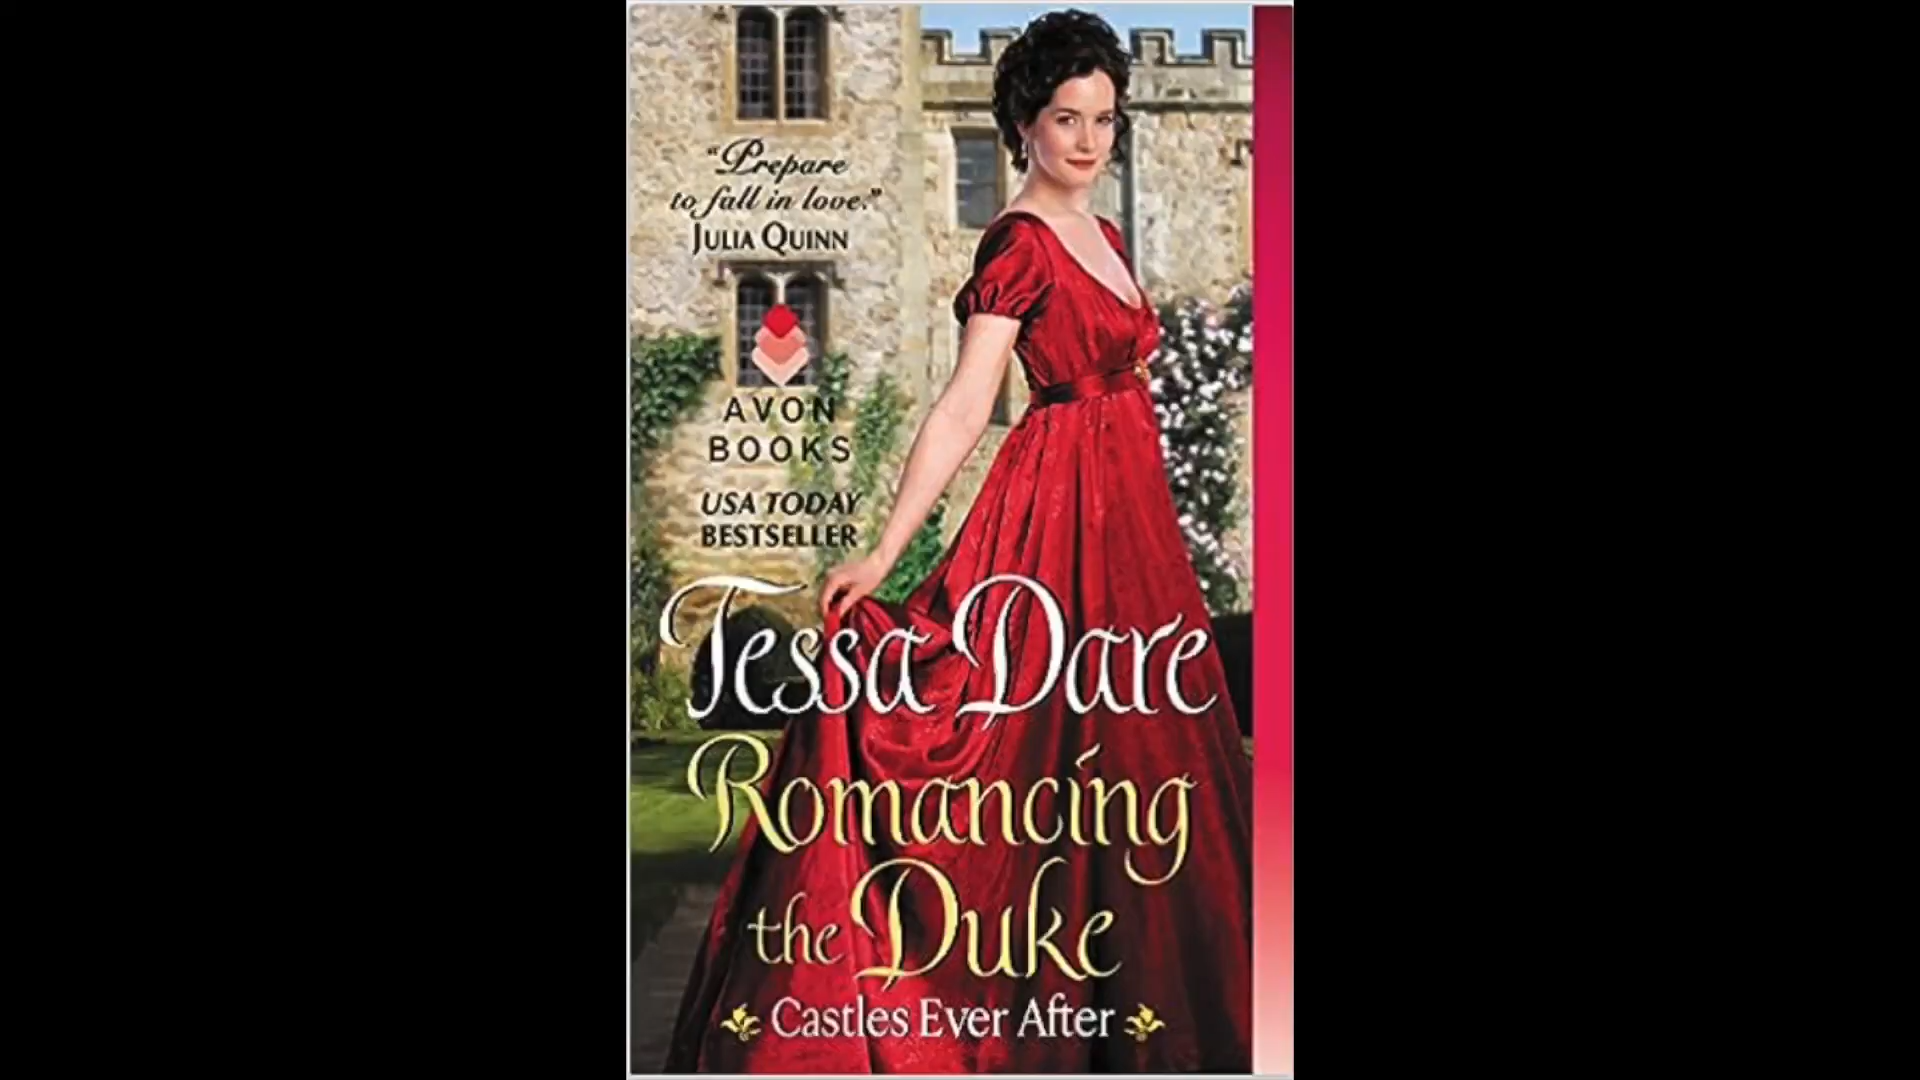 “Prepare
to fall in love.”
JULIA QUINN
AVON
BOOKS
USA TODAY
BESTSELLER
Tessa Dare
Romancing
the Duke
Castles Ever After